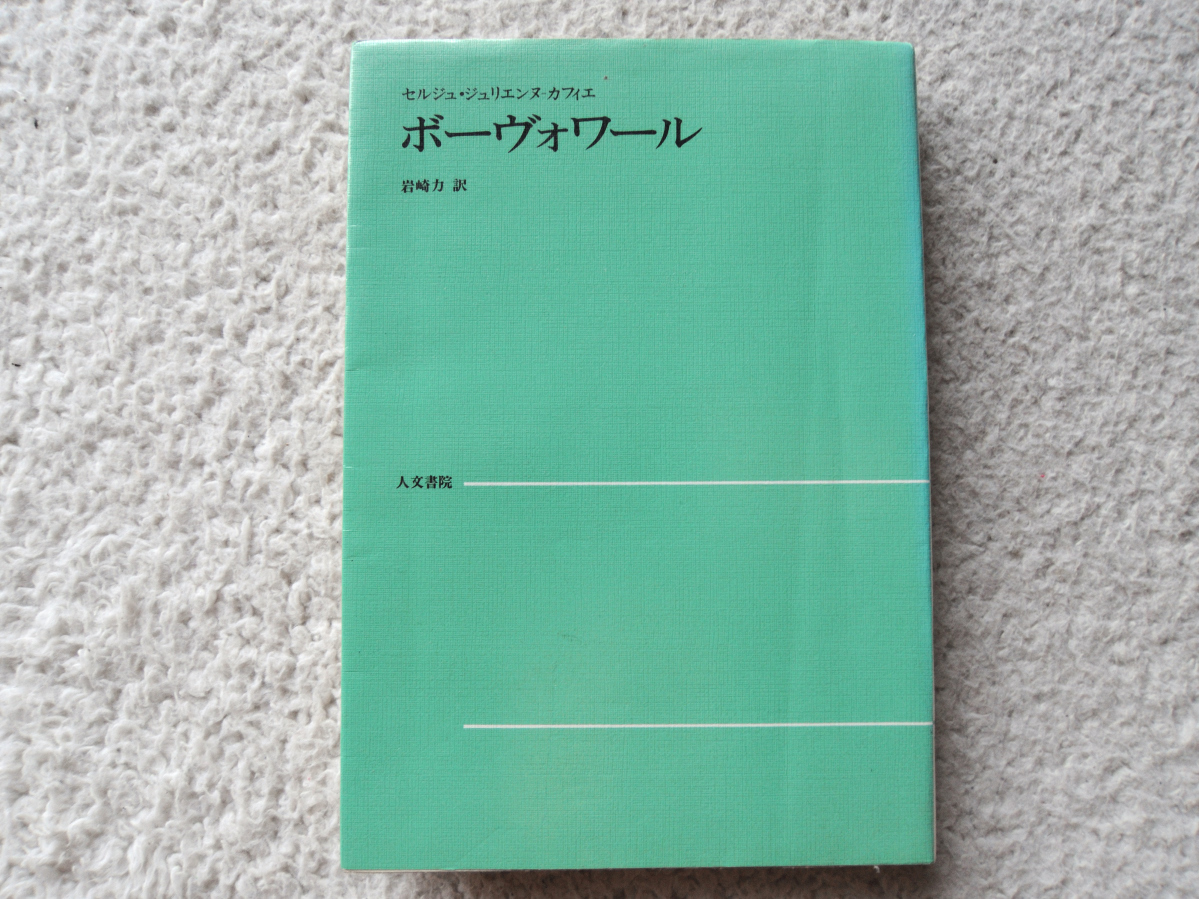 セルジュ・ジュリエンヌ-カフィエ
ボーヴォワール
岩崎力 訳
人文書院